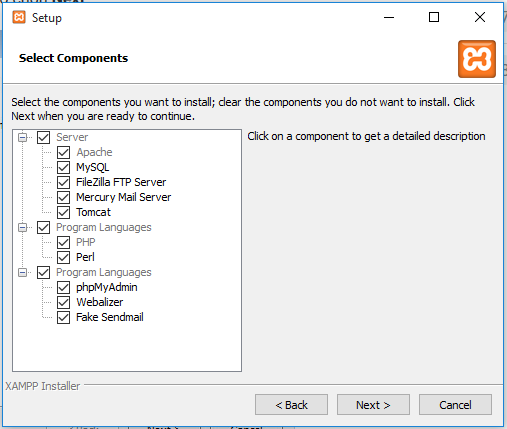 Setup
Select Components
Select the components you want to install; clear the components you do not want to install. Click
Next when you are ready to continue.
Server
Apache
MySQL
FileZilla FTP Server
Mercury Mail Server
Tomcat
Program Languages
PHP
Perl
Program Languages
phpMyAdmin
Webalizer
Fake Sendmail
Click on a component to get a detailed description
XAMPP Installer
< Back
Next >
Cancel